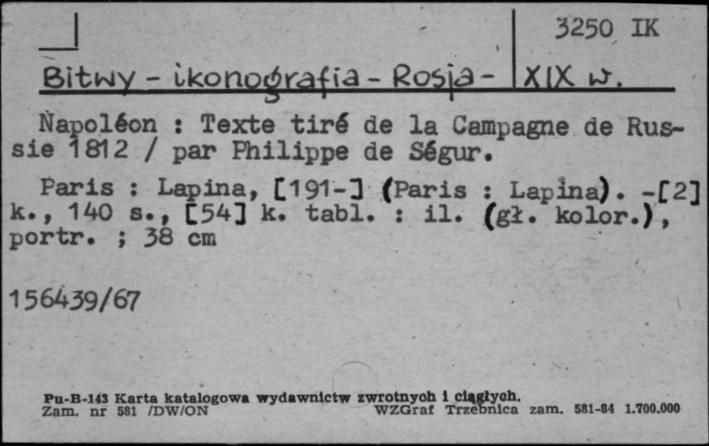 3250 IK
Bitwy - ikonografia - Rosja - XIX w.
Napoléon : Texte tiré de la Campagne de Rus-
sie 1812 / par Philippe de Ségur.
Paris : Lapina, [191-] (Paris : Lapina). -[2]
k., 140 s., [54] k. tabl. : il. (gł. kolor.),
portr. ; 38 cm
156439/67
Pu-B-143 Karta katalogowa wydawnictw zwrotnych i ciągłych.
Zam. nr 581 /DW/ON WZGraf Trzebnica zam. 581-84 1.700.000